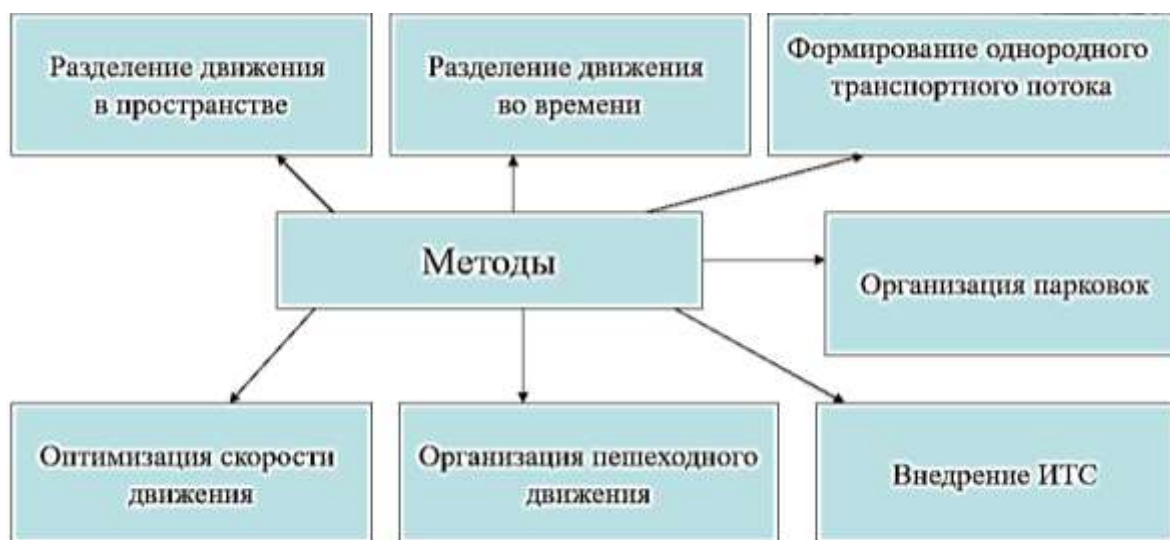 Разделение движения
в пространстве
Разделение движения
во времени
Формирование однородного
транспортного потока
Методы
Организация парковок
Оптимизация скорости
движения
Организация пешеходного
движения
Внедрение ИТС